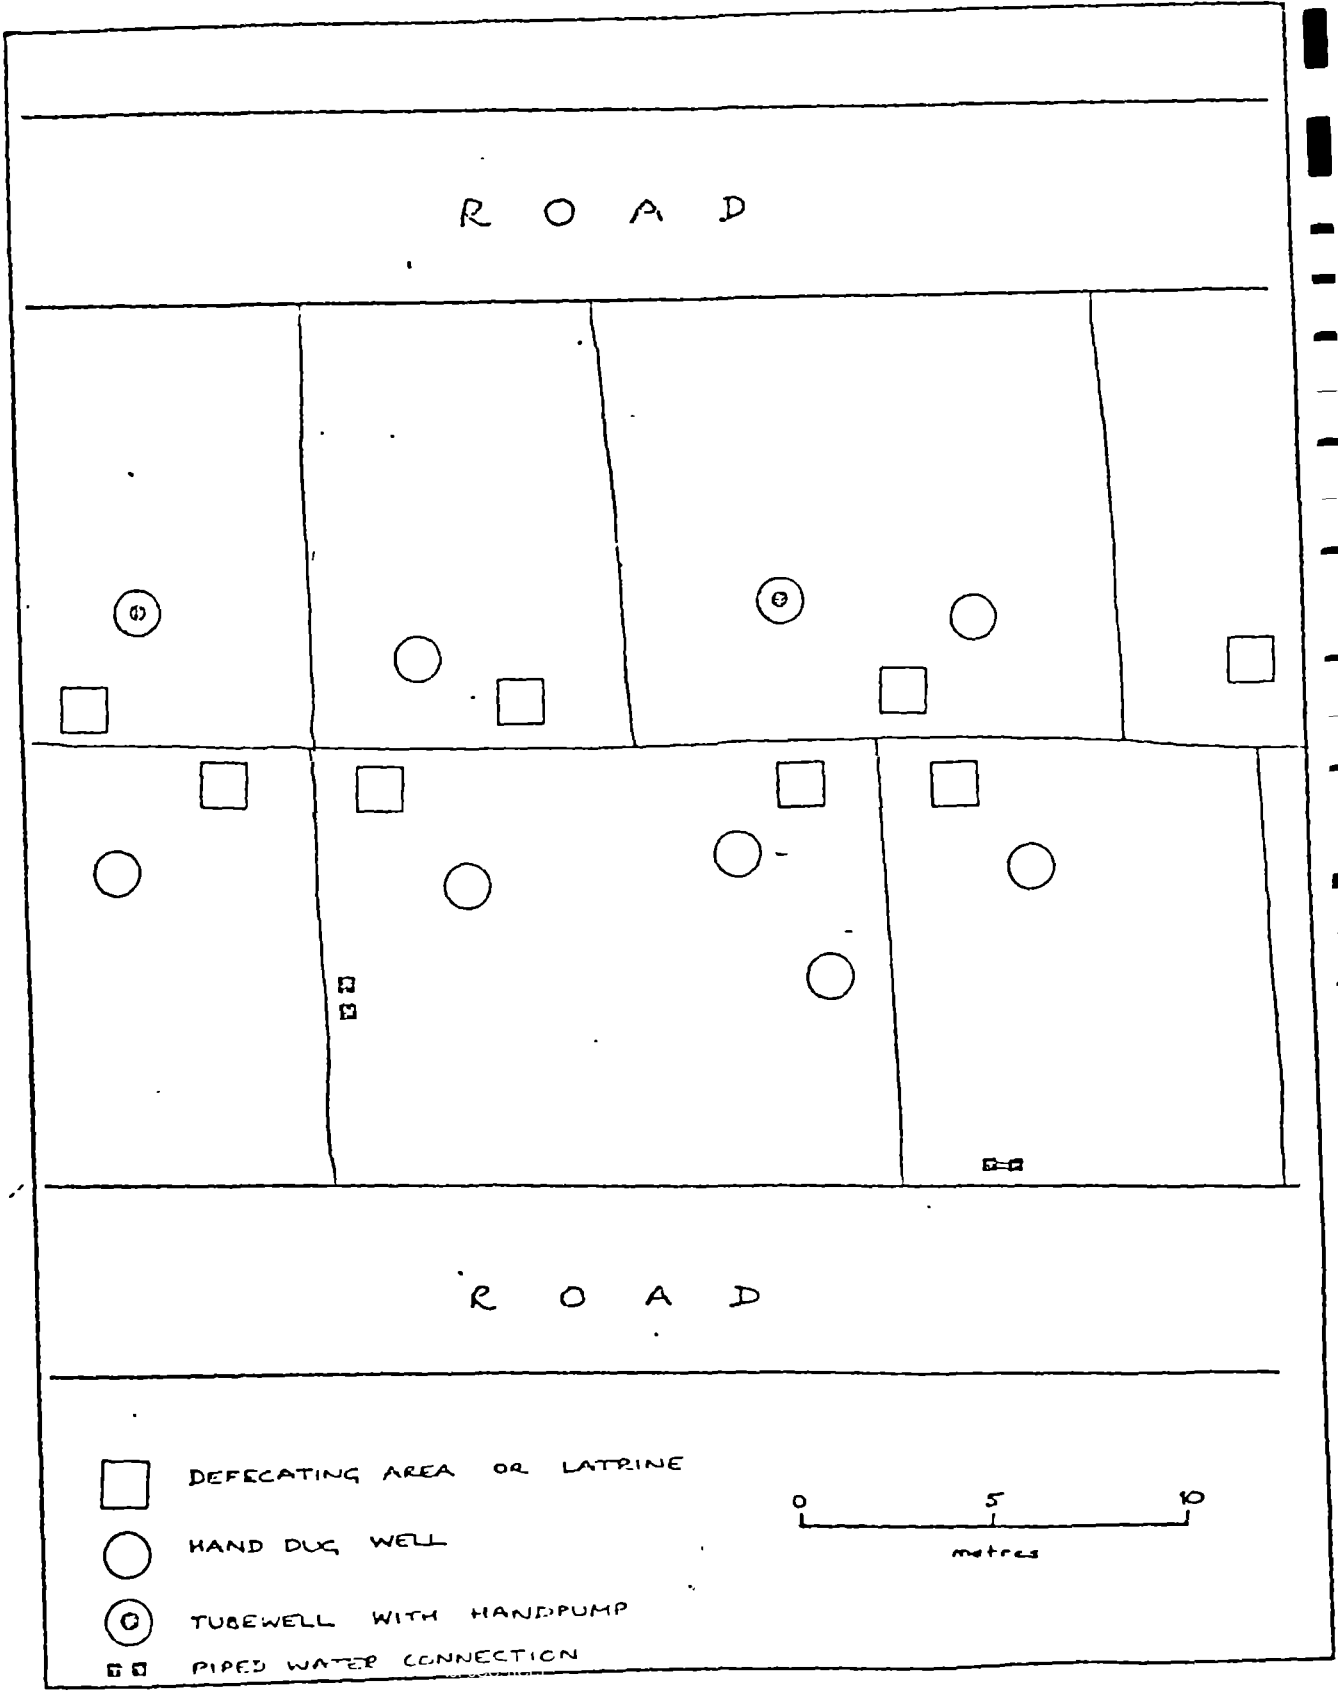 ROAD
ROAD
DEFECATING AREA OR LATRINE
HAND DUG WELL
TUBEWELL WITH HANDPUMP
PIPED WATER CONNECTION
0 5 10
metres